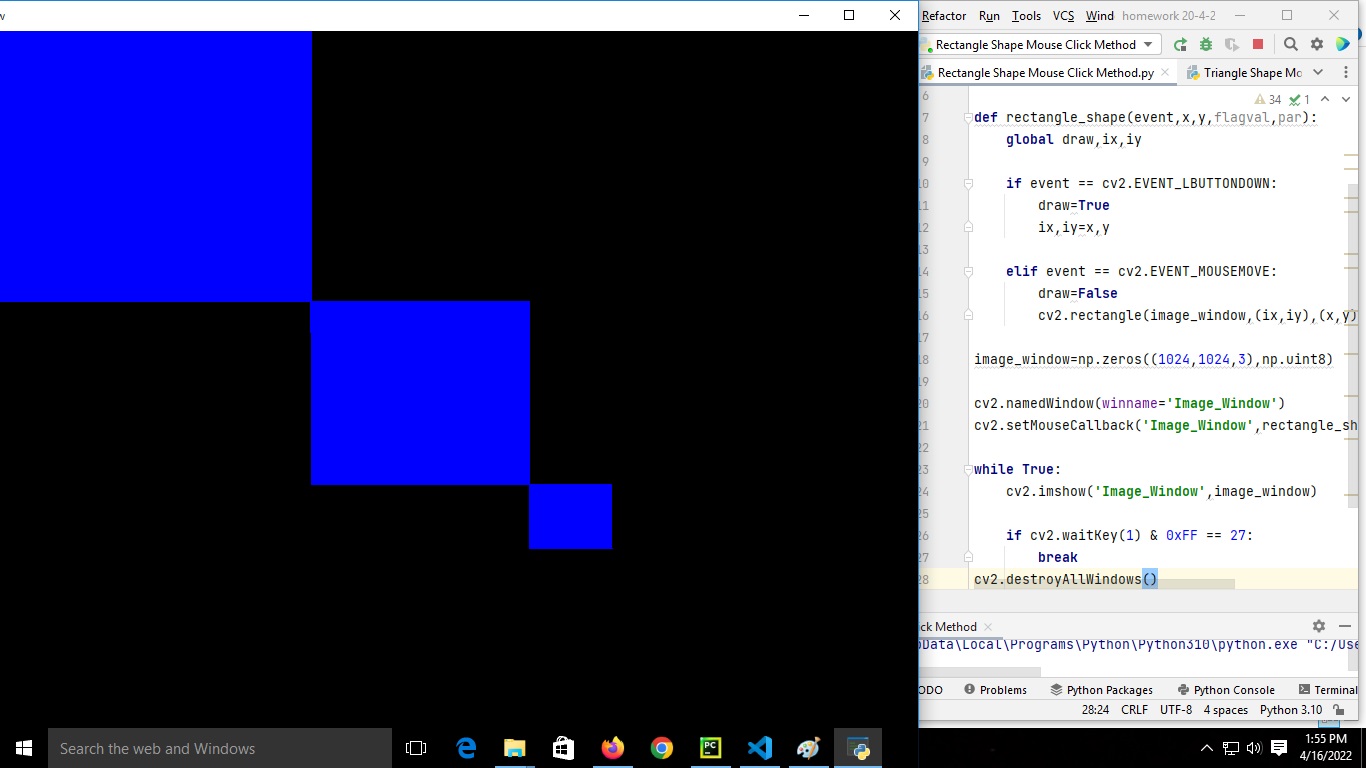 w
Refactor Run Tools VCS Wind homework 20-4-2
Rectangle Shape Mouse Click Method
Rectangle Shape Mouse Click Method.py Triangle Shape Mo
34 1
6
7 def rectangle_shape(event,x,y,flagval,par):
8 global draw,ix,iy
9
10 if event == cv2.EVENT_LBUTTONDOWN:
11 draw=True
12 ix,iy=x,y
13
14 elif event == cv2.EVENT_MOUSEMOVE:
15 draw=False
16 cv2.rectangle(image_window,(ix,iy),(x,y)
17
18 image_window=np.zeros((1024,1024,3),np.uint8)
19
20 cv2.namedWindow(winname='Image_Window')
21 cv2.setMouseCallback('Image_Window',rectangle_sh
22
23 while True:
24 cv2.imshow('Image_Window',image_window)
25
26 if cv2.waitKey(1) & 0xFF == 27:
27 break
28 cv2.destroyAllWindows()
ck Method
pData\Local\Programs\Python\Python310\python.exe "C:/Use
ODO Problems Python Packages Python Console Terminal
28:24 CRLF UTF-8 4 spaces Python 3.10
Search the web and Windows
PC
1:55 PM
4/16/2022